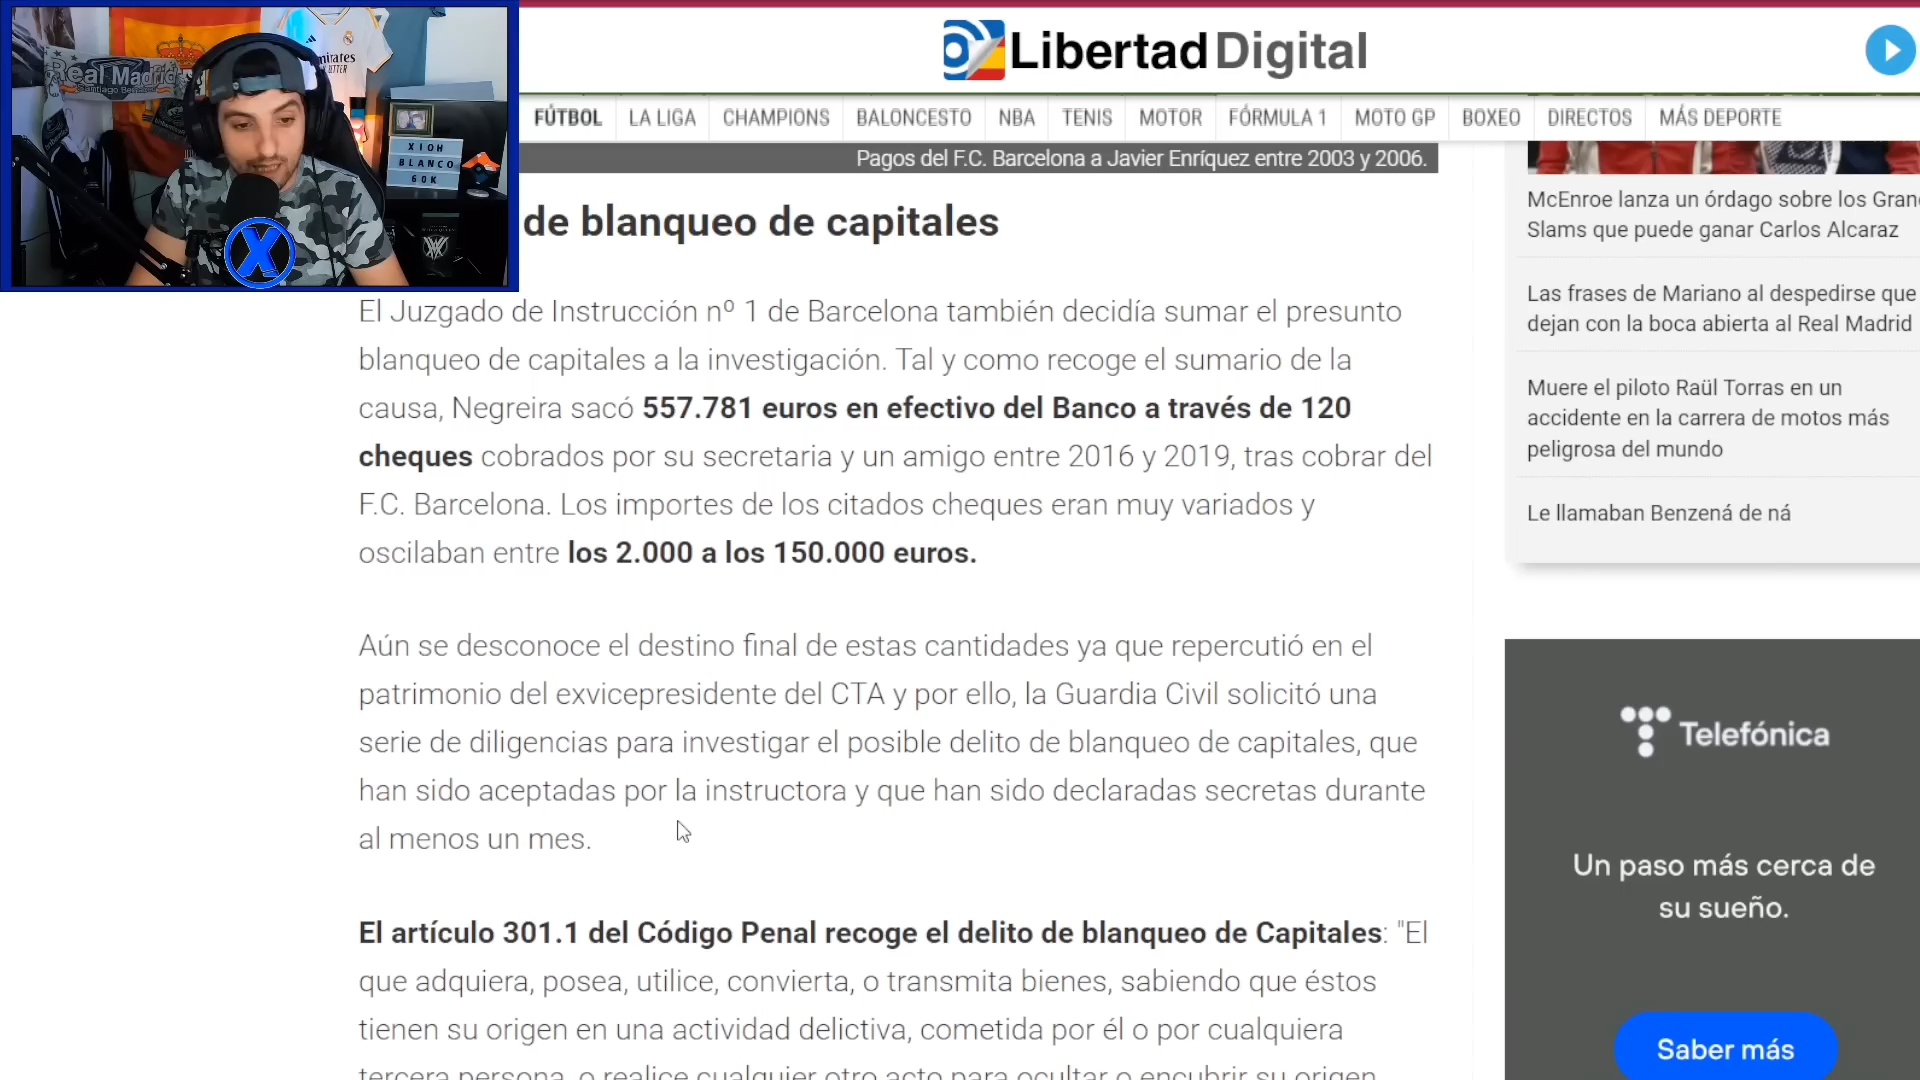 Real Madrid
Santiago
XIOH
BLANCO
60K
X
Libertad Digital
FÚTBOL LA LIGA CHAMPIONS BALONCESTO NBA TENIS MOTOR FÓRMULA 1 MOTO GP BOXEO DIRECTOS MÁS DEPORTE
Pagos del F.C. Barcelona a Javier Enríquez entre 2003 y 2006.
de blanqueo de capitales
El Juzgado de Instrucción nº 1 de Barcelona también decidía sumar el presunto
blanqueo de capitales a la investigación. Tal y como recoge el sumario de la
causa, Negreira sacó 557.781 euros en efectivo del Banco a través de 120
cheques cobrados por su secretaria y un amigo entre 2016 y 2019, tras cobrar del
F.C. Barcelona. Los importes de los citados cheques eran muy variados y
oscilaban entre los 2.000 a los 150.000 euros.
Aún se desconoce el destino final de estas cantidades ya que repercutió en el
patrimonio del exvicepresidente del CTA y por ello, la Guardia Civil solicitó una
serie de diligencias para investigar el posible delito de blanqueo de capitales, que
han sido aceptadas por la instructora y que han sido declaradas secretas durante
al menos un mes.
El artículo 301.1 del Código Penal recoge el delito de blanqueo de Capitales: "El
que adquiera, posea, utilice, convierta, o transmita bienes, sabiendo que éstos
tienen su origen en una actividad delictiva, cometida por él o por cualquiera
tercera persona, o realice cualquier otro acto para ocultar o encubrir su origen
McEnroe lanza un órdago sobre los Gran
Slams que puede ganar Carlos Alcaraz
Las frases de Mariano al despedirse que
dejan con la boca abierta al Real Madrid
Muere el piloto Raül Torras en un
accidente en la carrera de motos más
peligrosa del mundo
Le llamaban Benzená de ná
Telefónica
Un paso más cerca de
su sueño.
Saber más